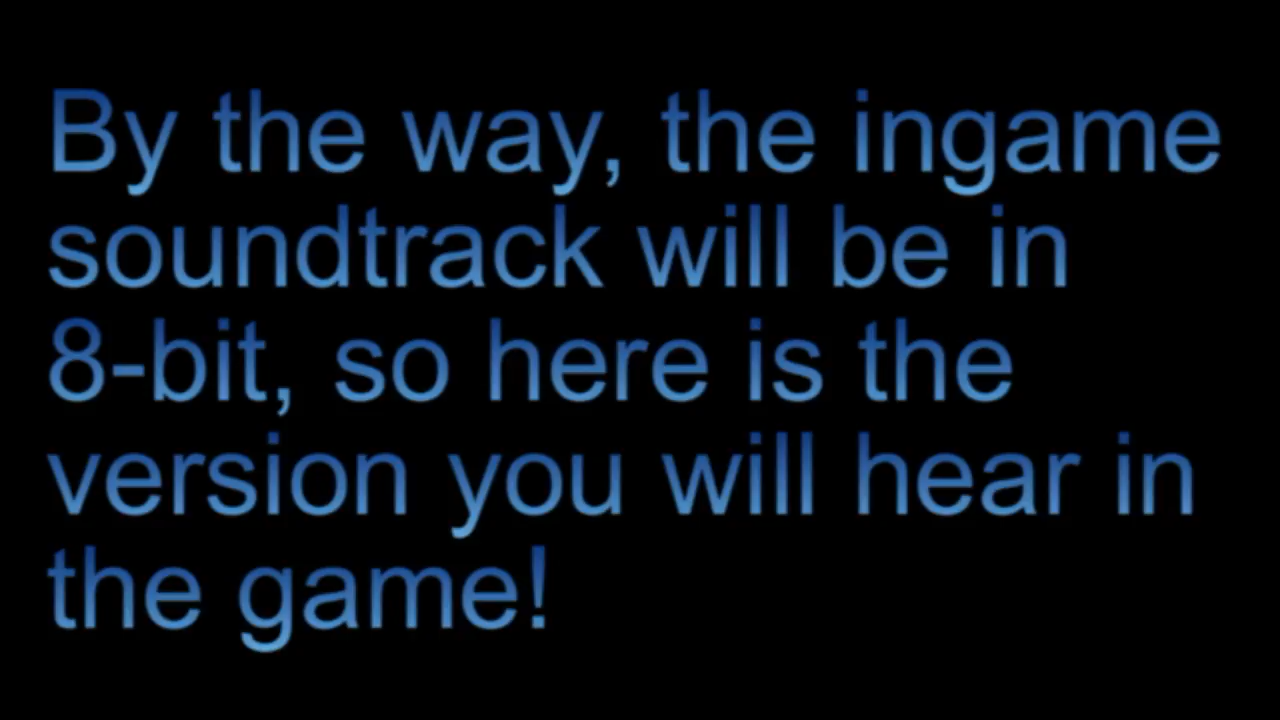 By the way, the ingame
soundtrack will be in
8-bit, so here is the
version you will hear in
the game!